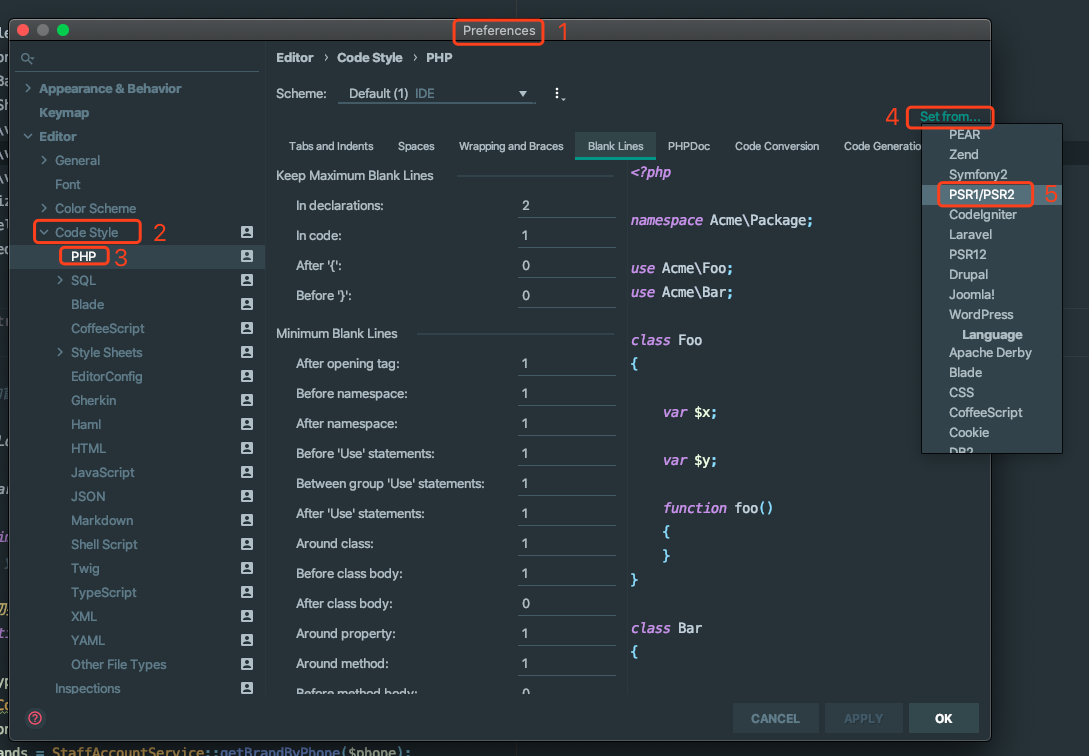 Preferences 1
Editor › Code Style › PHP
Scheme: Default (1) IDE
4 Set from...
Appearance & Behavior
Keymap
Editor
General
Font
Color Scheme
Code Style 2
PHP 3
SQL
Blade
CoffeeScript
Style Sheets
EditorConfig
Gherkin
Haml
HTML
JavaScript
JSON
Markdown
Shell Script
Twig
TypeScript
XML
YAML
Other File Types
Inspections
Tabs and Indents Spaces Wrapping and Braces Blank Lines PHPDoc Code Conversion Code Generatio
Keep Maximum Blank Lines
In declarations: 2
In code: 1
After '{': 0
Before '}': 0
Minimum Blank Lines
After opening tag: 1
Before namespace: 1
After namespace: 1
Before 'Use' statements: 1
Between group 'Use' statements: 1
After 'Use' statements: 1
Around class: 1
Before class body: 1
After class body: 0
Around property: 1
Around method: 1
Before method body: 0
<?php
namespace Acme\Package;
use Acme\Foo;
use Acme\Bar;
class Foo
{
var $x;
var $y;
function foo()
{
}
}
class Bar
{
PEAR
Zend
Symfony2
PSR1/PSR2 5
CodeIgniter
Laravel
PSR12
Drupal
Joomla!
WordPress
Language
Apache Derby
Blade
CSS
CoffeeScript
Cookie
DB2
CANCEL APPLY OK
ands = StaffAccountService::getBrandByPhone($phone);